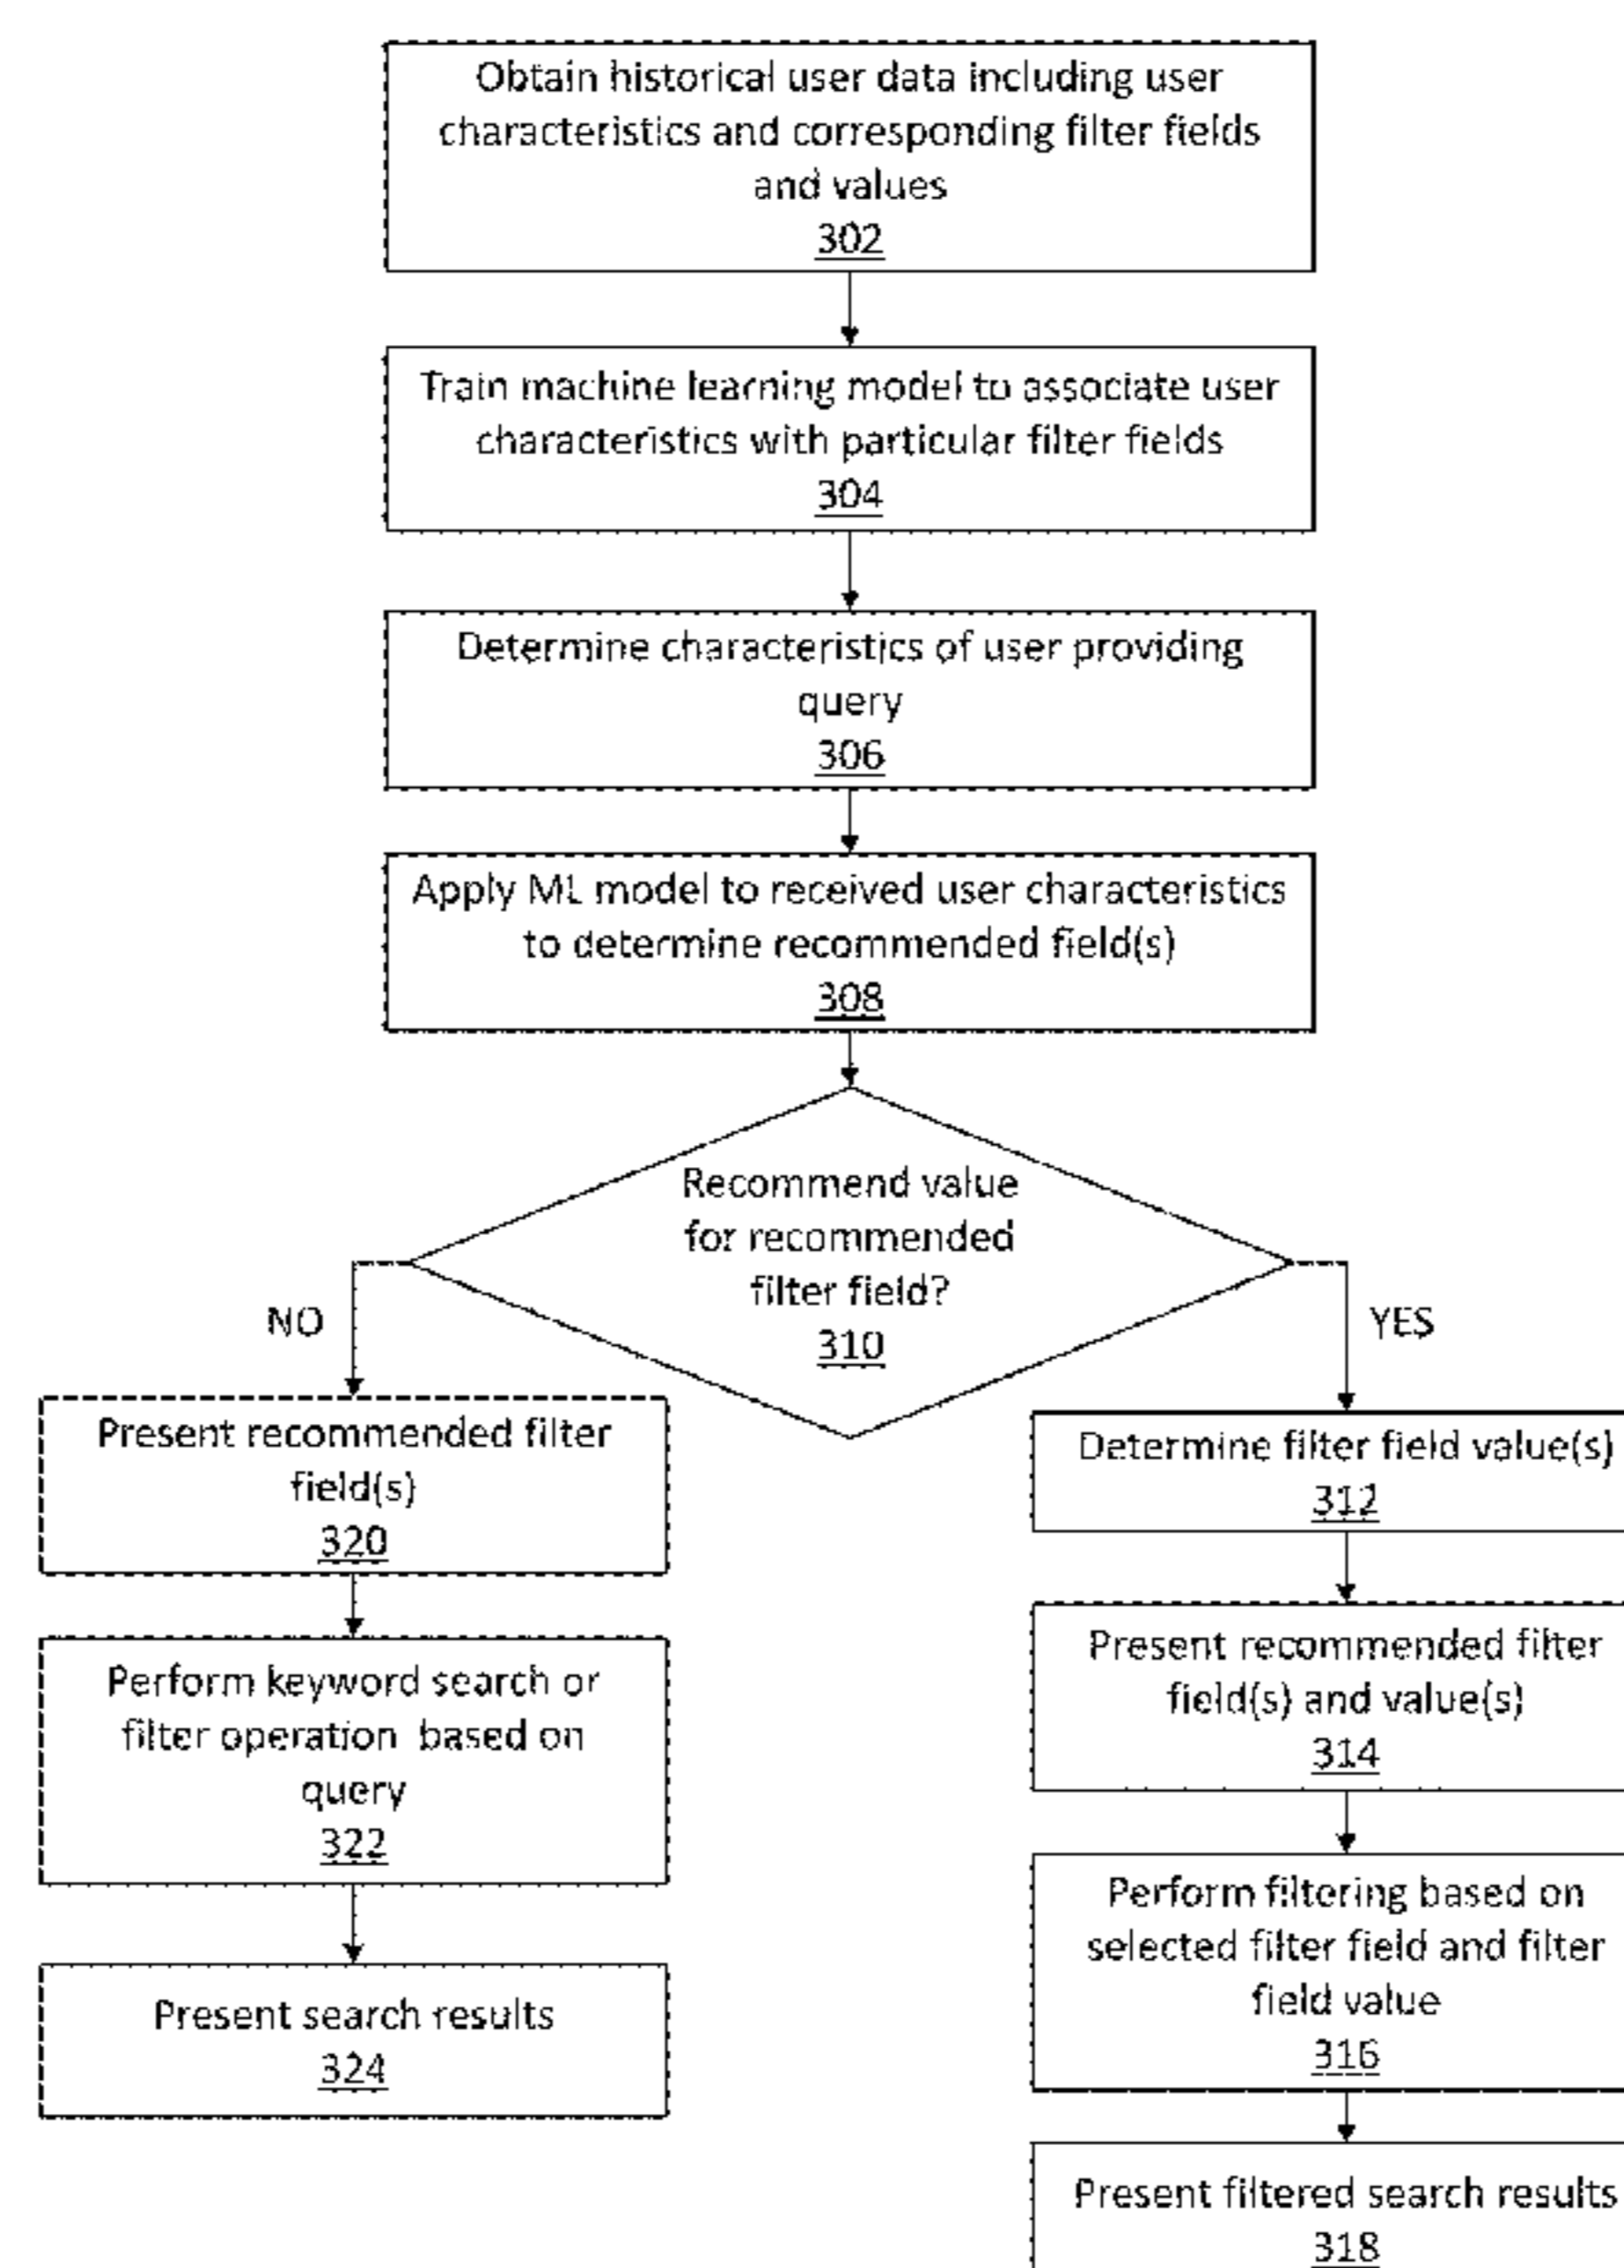 Obtain historical user data including user
characteristics and corresponding filter fields
and values
302
Train machine learning model to associate user
characteristics with particular filter fields
304
Determine characteristics of user providing
query
306
Apply ML model to received user characteristics
to determine recommended field(s)
308
Recommend value
for recommended
filter field?
310
NO
YES
Present recommended filter
field(s)
320
Perform keyword search or
filter operation based on
query
322
Present search results
324
Determine filter field value(s)
312
Present recommended filter
field(s) and value(s)
314
Perform filtering based on
selected filter field and filter
field value
316
Present filtered search results
318